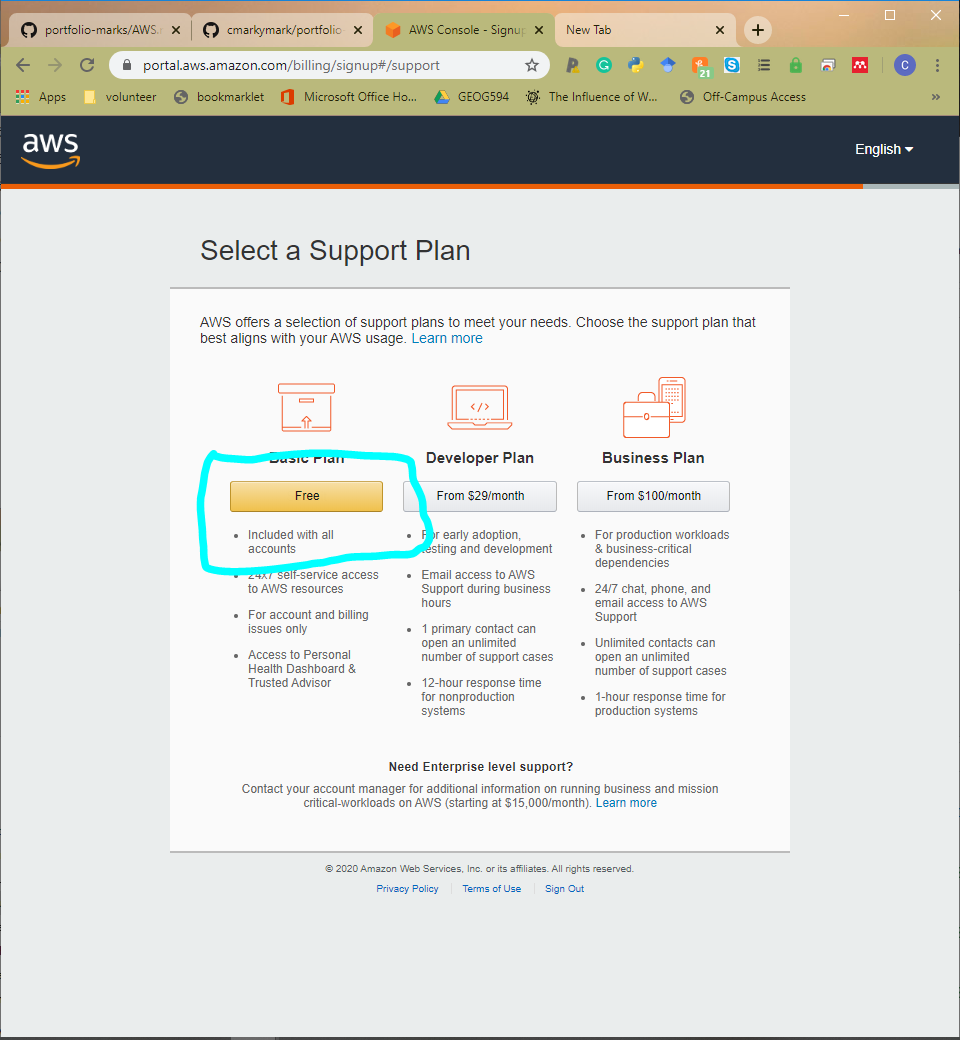 portfolio-marks/AWS.
cmarkymark/portfolio
AWS Console - Signup
New Tab
portal.aws.amazon.com/billing/signup#/support
21
C
Apps
volunteer
bookmarklet
Microsoft Office Ho...
GEOG594
The Influence of W...
Off-Campus Access
»
aws
English
Select a Support Plan
AWS offers a selection of support plans to meet your needs. Choose the support plan that
best aligns with your AWS usage. Learn more
Basic Plan
Free
• Included with all
accounts
• 24x7 self-service access
to AWS resources
• For account and billing
issues only
• Access to Personal
Health Dashboard &
Trusted Advisor
Developer Plan
From $29/month
• For early adoption,
testing and development
• Email access to AWS
Support during business
hours
• 1 primary contact can
open an unlimited
number of support cases
• 12-hour response time
for nonproduction
systems
Business Plan
From $100/month
• For production workloads
& business-critical
dependencies
• 24/7 chat, phone, and
email access to AWS
Support
• Unlimited contacts can
open an unlimited
number of support cases
• 1-hour response time for
production systems
Need Enterprise level support?
Contact your account manager for additional information on running business and mission
critical-workloads on AWS (starting at $15,000/month). Learn more
© 2020 Amazon Web Services, Inc. or its affiliates. All rights reserved.
Privacy Policy
Terms of Use
Sign Out